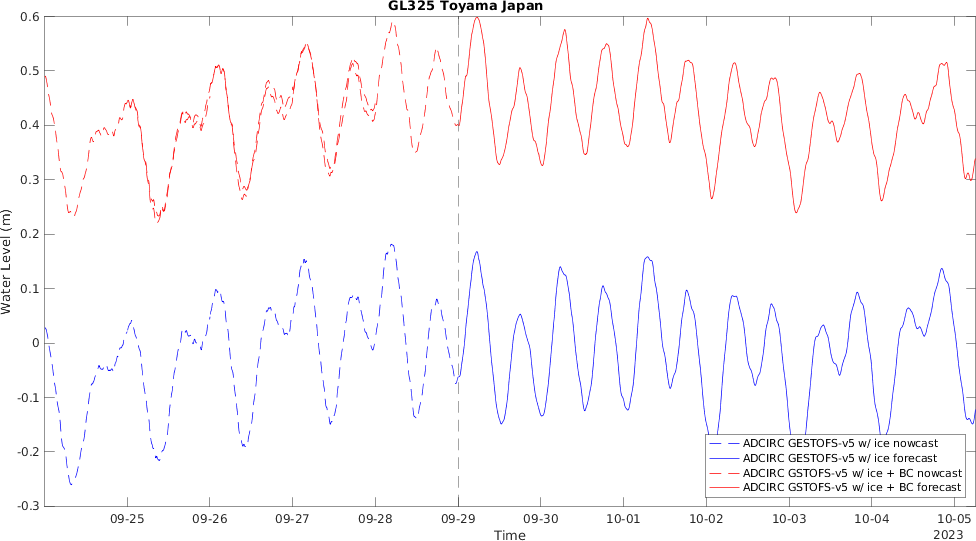 GL325 Toyama Japan
Water Level (m)
0.6
0.5
0.4
0.3
0.2
0.1
0
-0.1
-0.2
-0.3
ADCIRC GESTOFS-v5 w/ ice nowcast
ADCIRC GESTOFS-v5 w/ ice forecast
ADCIRC GSTOFS-v5 w/ ice + BC nowcast
ADCIRC GSTOFS-v5 w/ ice + BC forecast
09-25 09-26 09-27 09-28 09-29 09-30 10-01 10-02 10-03 10-04 10-05
Time 2023